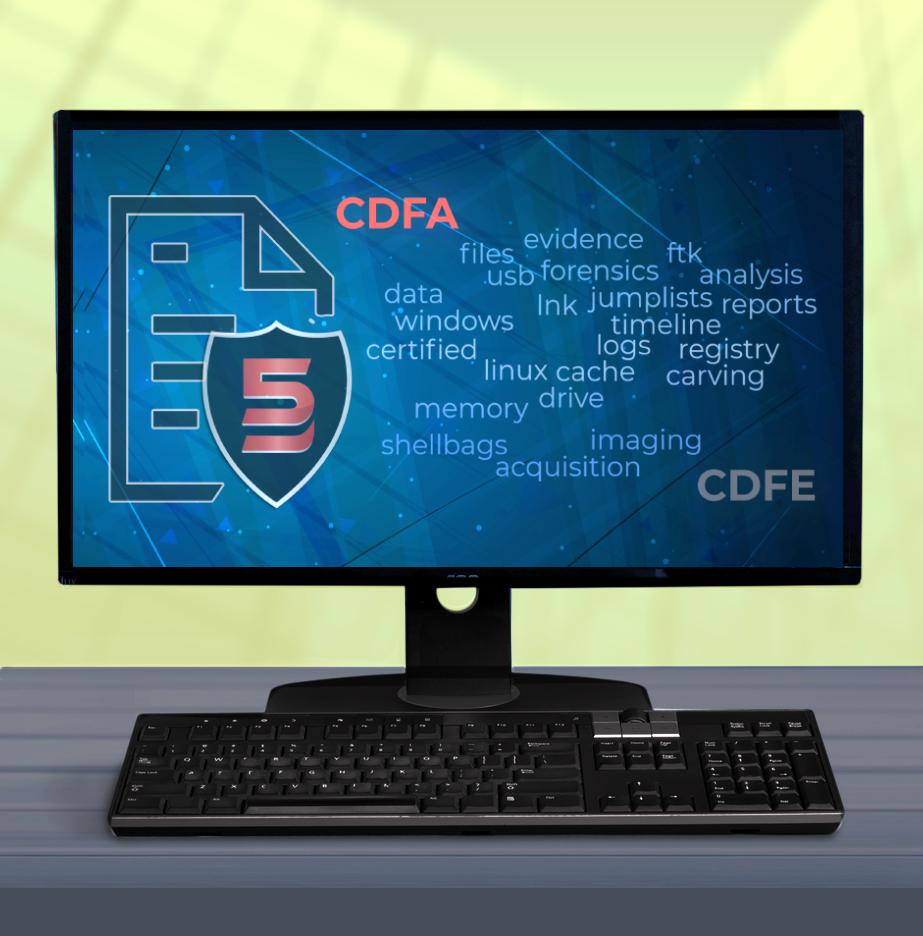 CDFA
evidence
files
ftk
usb forensics
analysis
data
lnk jumplists reports
windows
timeline
certified
logs registry
linux cache
carving
drive
memory
shellbags
imaging
acquisition
CDFE
5